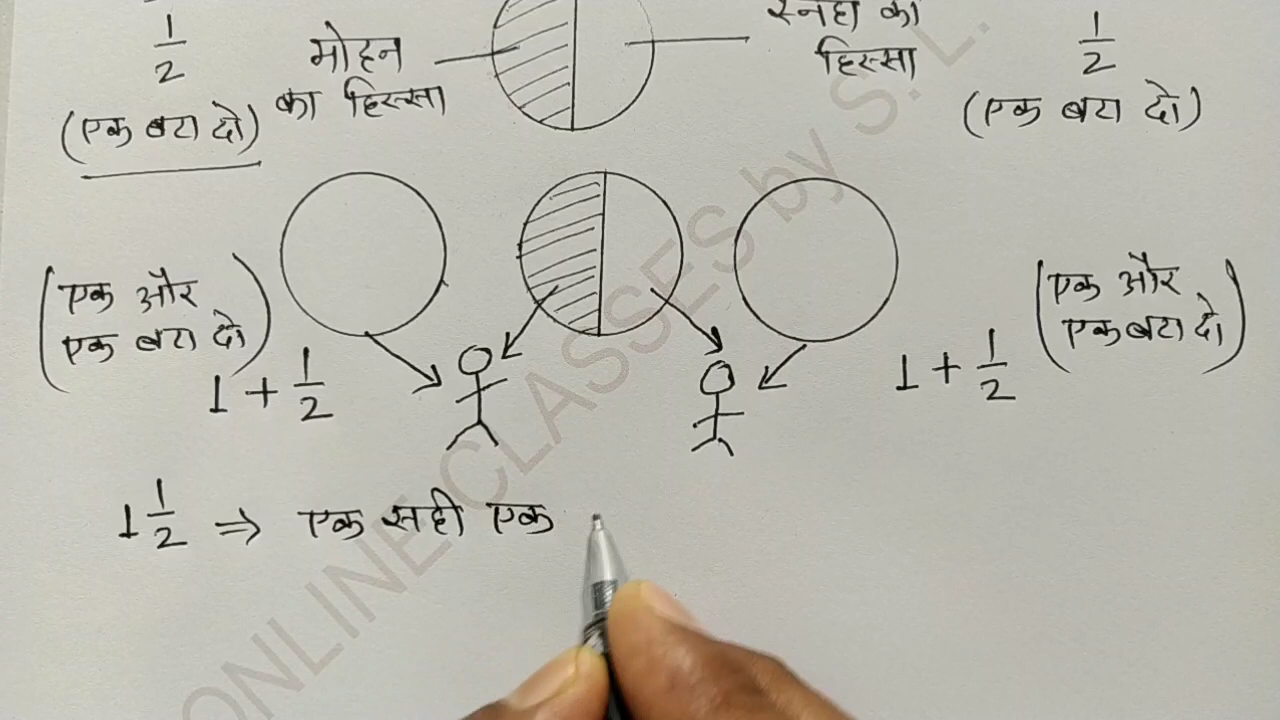 1/2
मोहन
का हिस्सा
(एक बटा दो)
स्नेहा का
हिस्सा
1/2
(एक बटा दो)
(एक और
एक बटा दो)
1 + 1/2
(एक और
एक बटा दो)
1 + 1/2
1 1/2 ⇒ एक सही एक
ONLINE CLASSES by S. L.